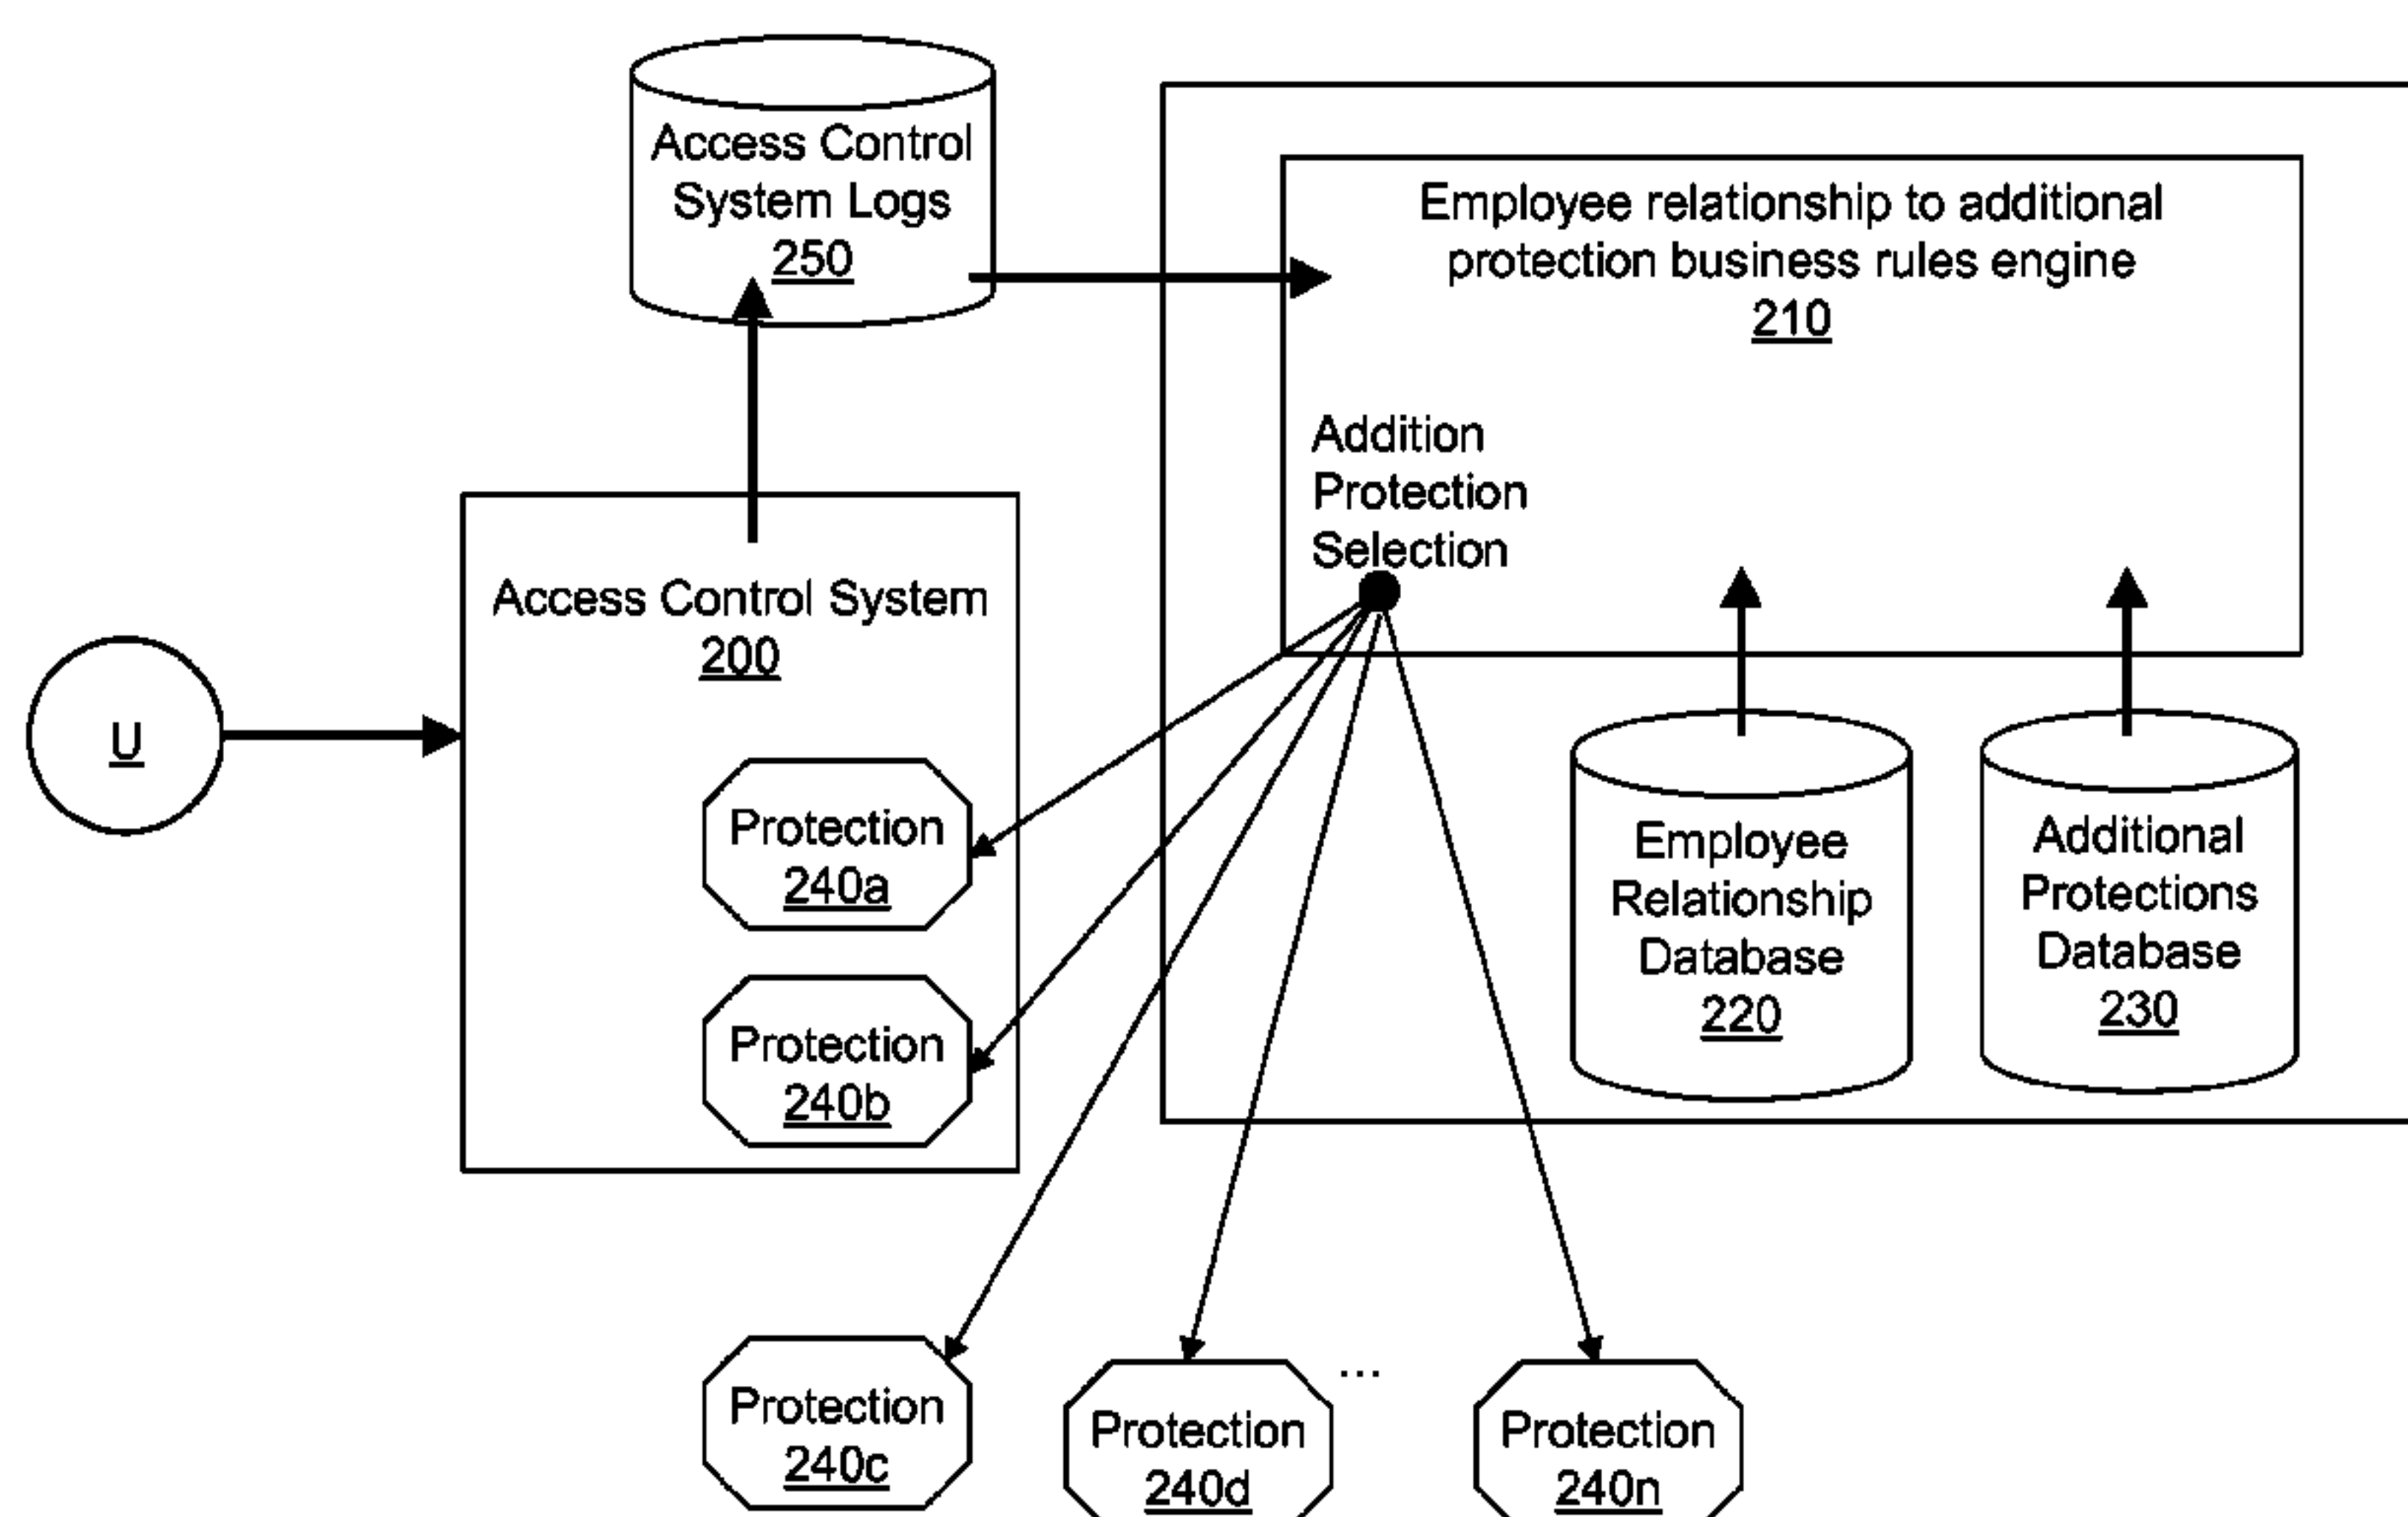 Access Control
System Logs
250
Employee relationship to additional
protection business rules engine
210
Addition
Protection
Selection
Access Control System
200
U
Protection
240a
Protection
240b
Employee
Relationship
Database
220
Additional
Protections
Database
230
Protection
240c
Protection
240d
...
Protection
240n